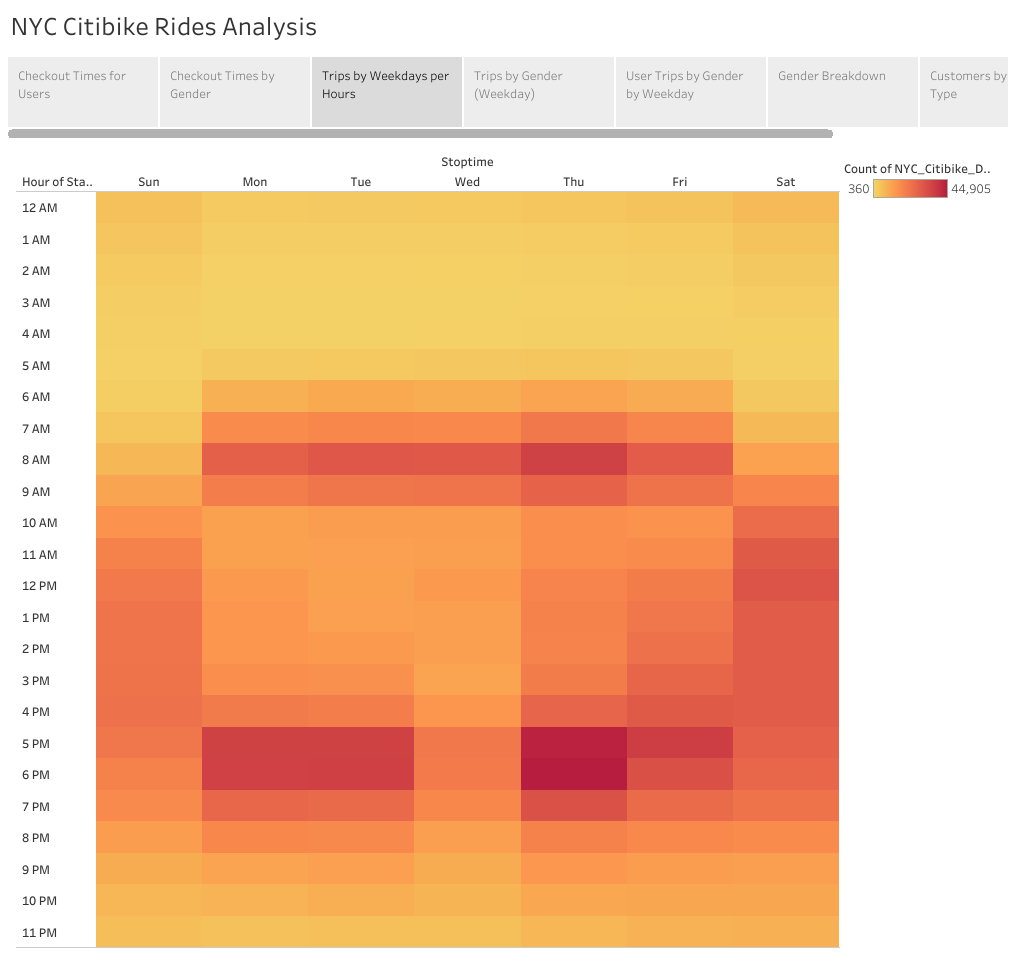 NYC Citibike Rides Analysis
Checkout Times for
Users
Checkout Times by
Gender
Trips by Weekdays per
Hours
Trips by Gender
(Weekday)
User Trips by Gender
by Weekday
Gender Breakdown
Customers by
Type
Stoptime
Hour of Sta.. Sun Mon Tue Wed Thu Fri Sat
Count of NYC_Citibike_D..
360 44,905
12 AM
1 AM
2 AM
3 AM
4 AM
5 AM
6 AM
7 AM
8 AM
9 AM
10 AM
11 AM
12 PM
1 PM
2 PM
3 PM
4 PM
5 PM
6 PM
7 PM
8 PM
9 PM
10 PM
11 PM